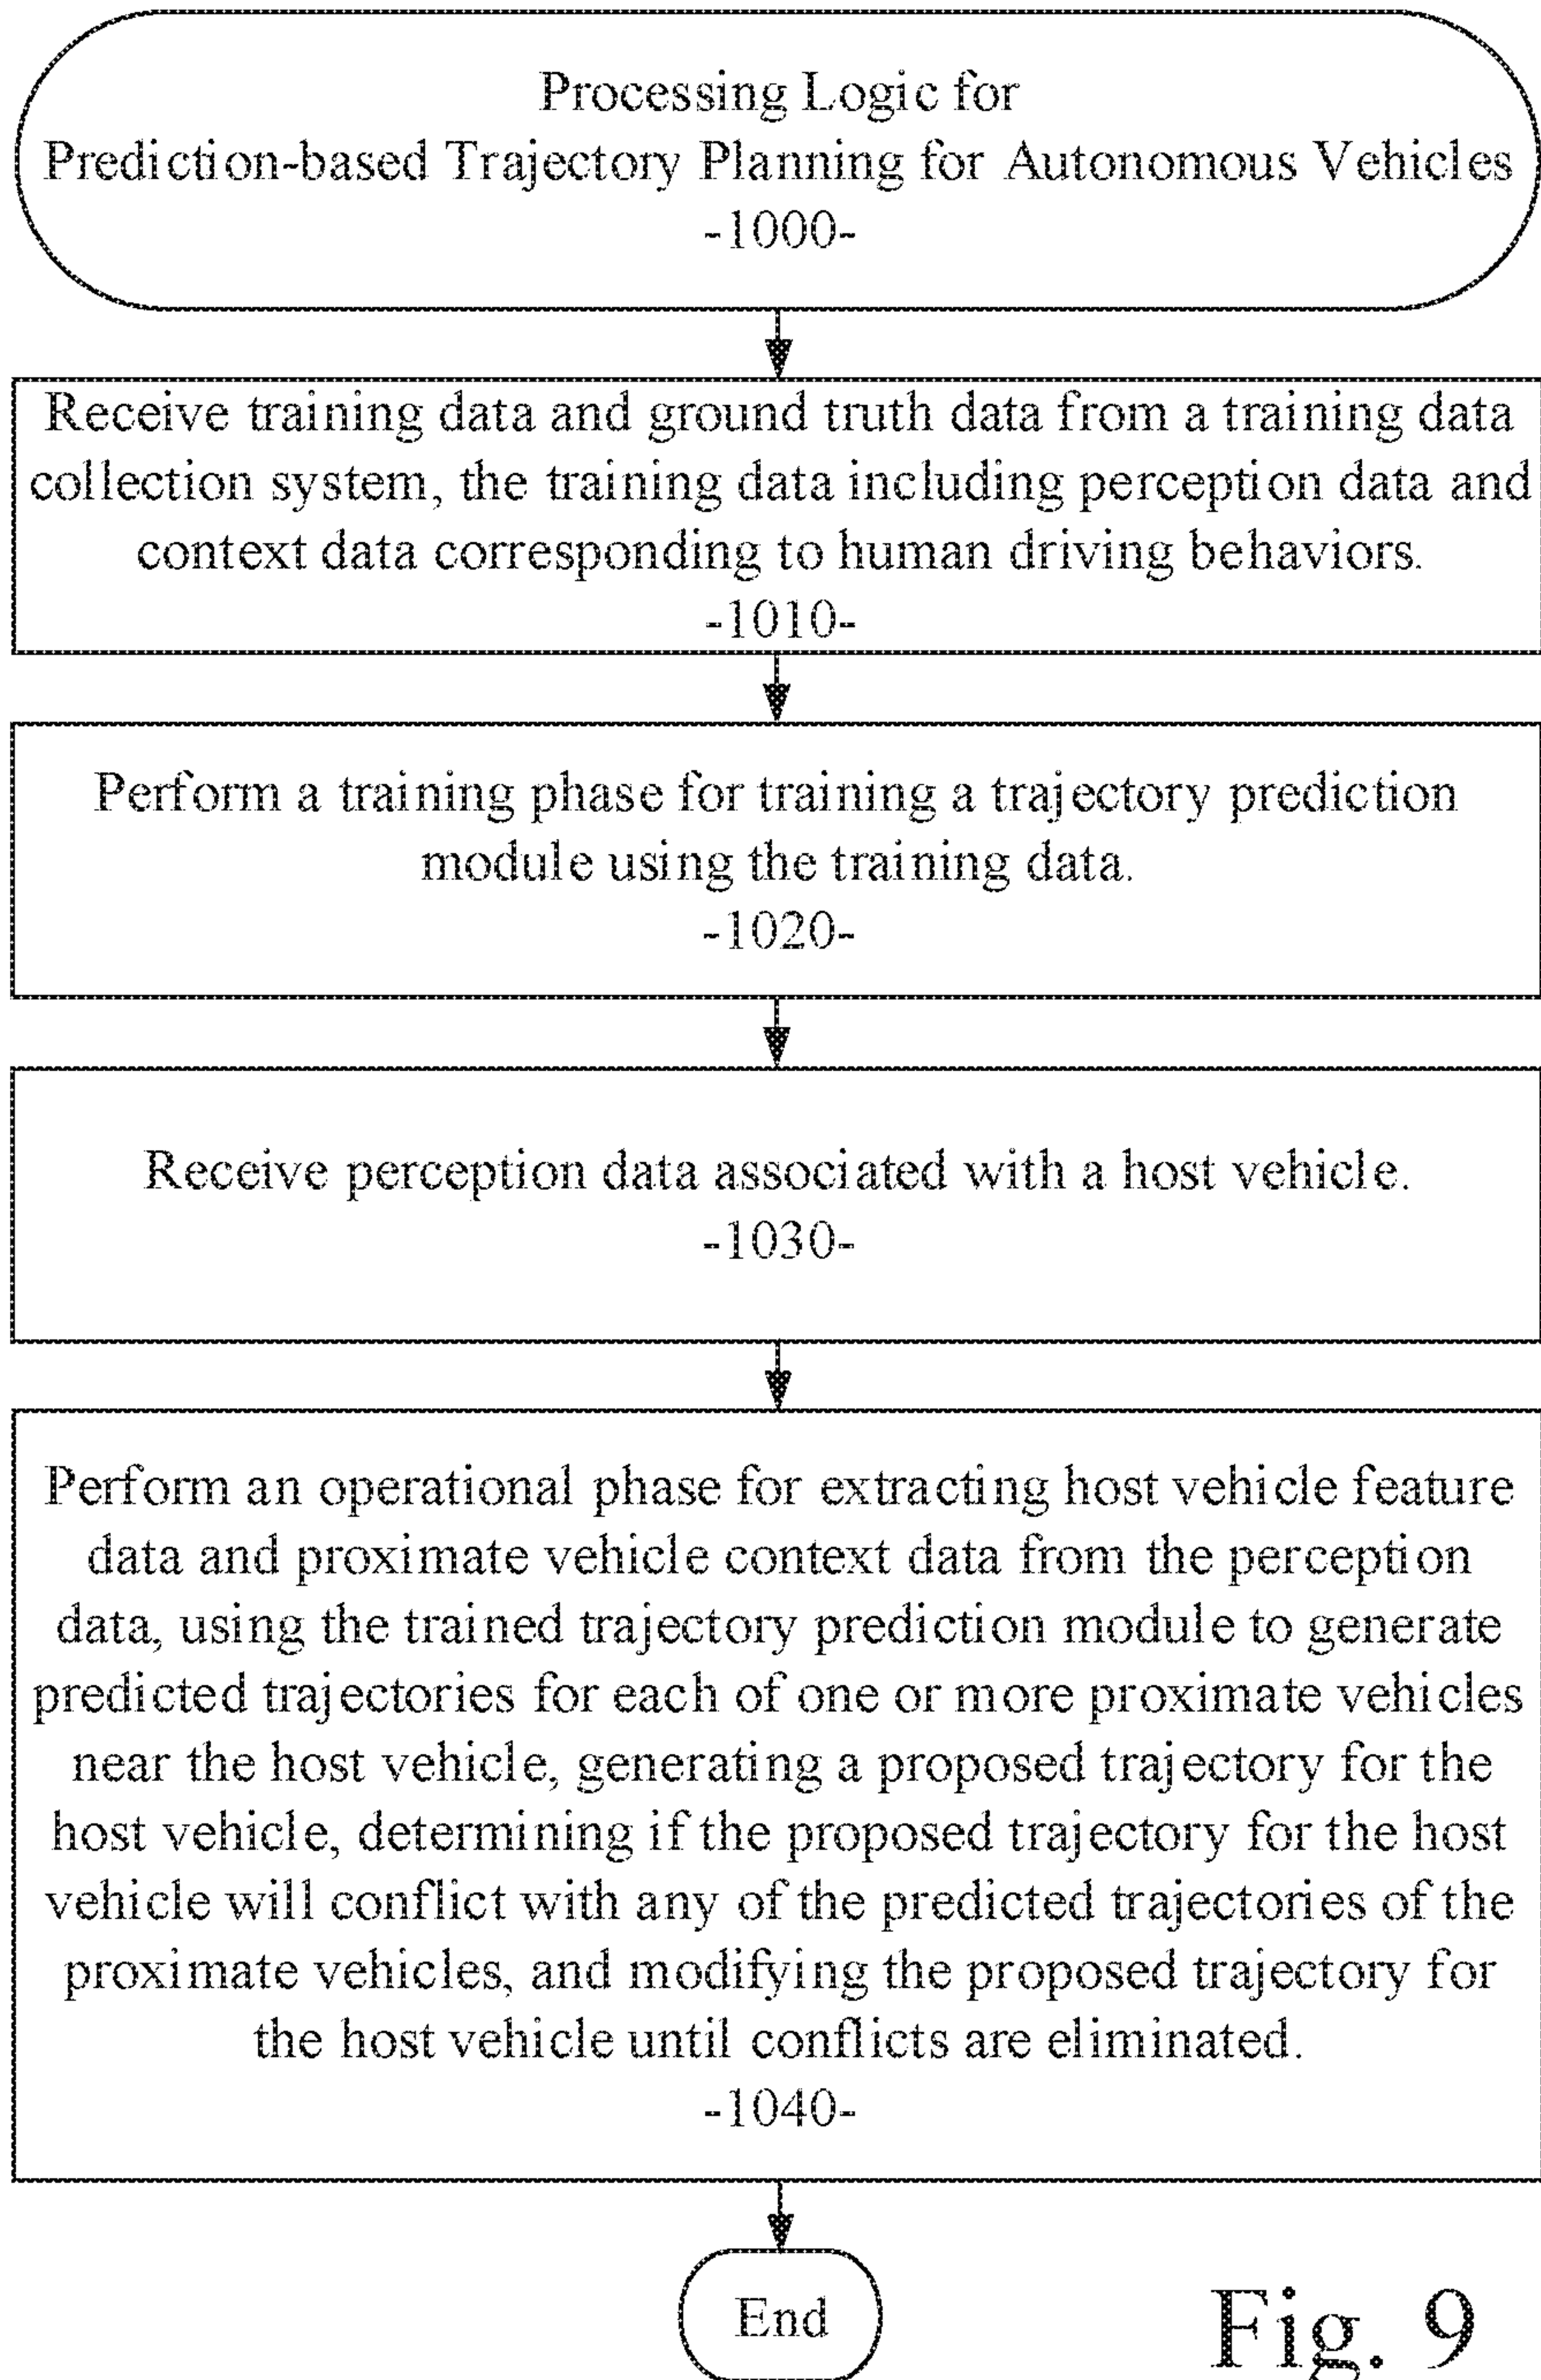 Processing Logic for
Prediction-based Trajectory Planning for Autonomous Vehicles
-1000-
Receive training data and ground truth data from a training data
collection system, the training data including perception data and
context data corresponding to human driving behaviors.
-1010-
Perform a training phase for training a trajectory prediction
module using the training data.
-1020-
Receive perception data associated with a host vehicle.
-1030-
Perform an operational phase for extracting host vehicle feature
data and proximate vehicle context data from the perception
data, using the trained trajectory prediction module to generate
predicted trajectories for each of one or more proximate vehicles
near the host vehicle, generating a proposed trajectory for the
host vehicle, determining if the proposed trajectory for the host
vehicle will conflict with any of the predicted trajectories of the
proximate vehicles, and modifying the proposed trajectory for
the host vehicle until conflicts are eliminated.
-1040-
End
Fig. 9